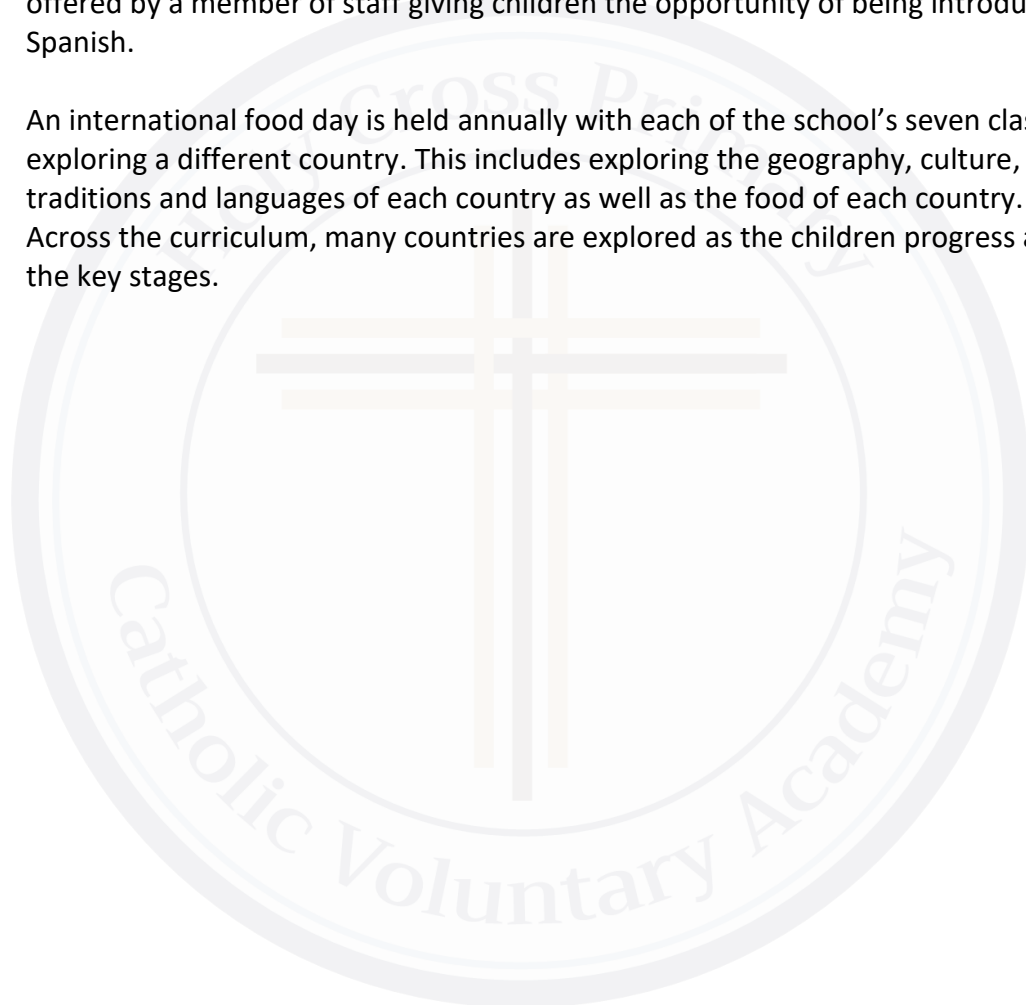 offered by a member of staff giving children the opportunity of being
Spanish.
An international food day is held annually with each of the school’s seven
exploring a different country. This includes exploring the geography, culture,
traditions and languages of each country as well as the food of each country.
Across the curriculum, many countries are explored as the children progress
the key stages.
Holy Cross Primary
Catholic Voluntary Academy